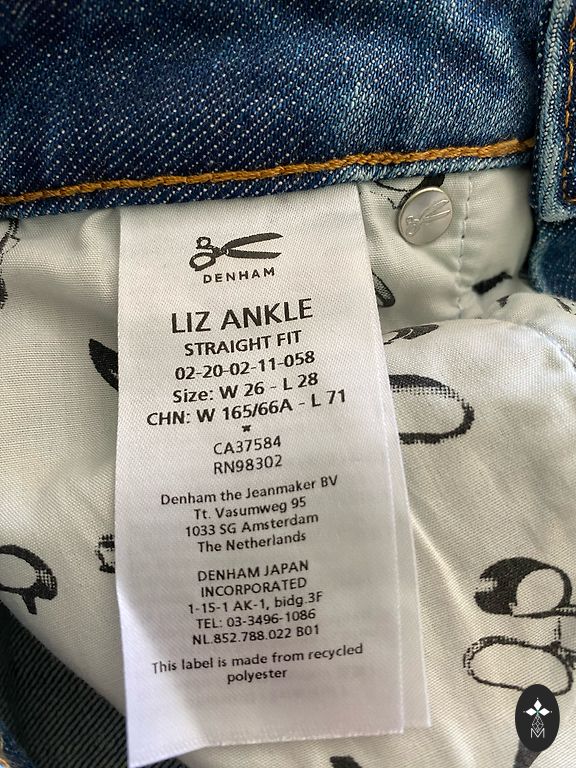 DENHAM
LIZ ANKLE
STRAIGHT FIT
02-20-02-11-058
Size: W 26 - L 28
CHN: W 165/66A - L 71
*
CA37584
RN98302
Denham the Jeanmaker BV
Tt. Vasumweg 95
1033 SG Amsterdam
The Netherlands
DENHAM JAPAN
INCORPORATED
1-15-1 AK-1, bidg.3F
TEL: 03-3496-1086
NL.852.788.022 B01
This label is made from recycled
polyester